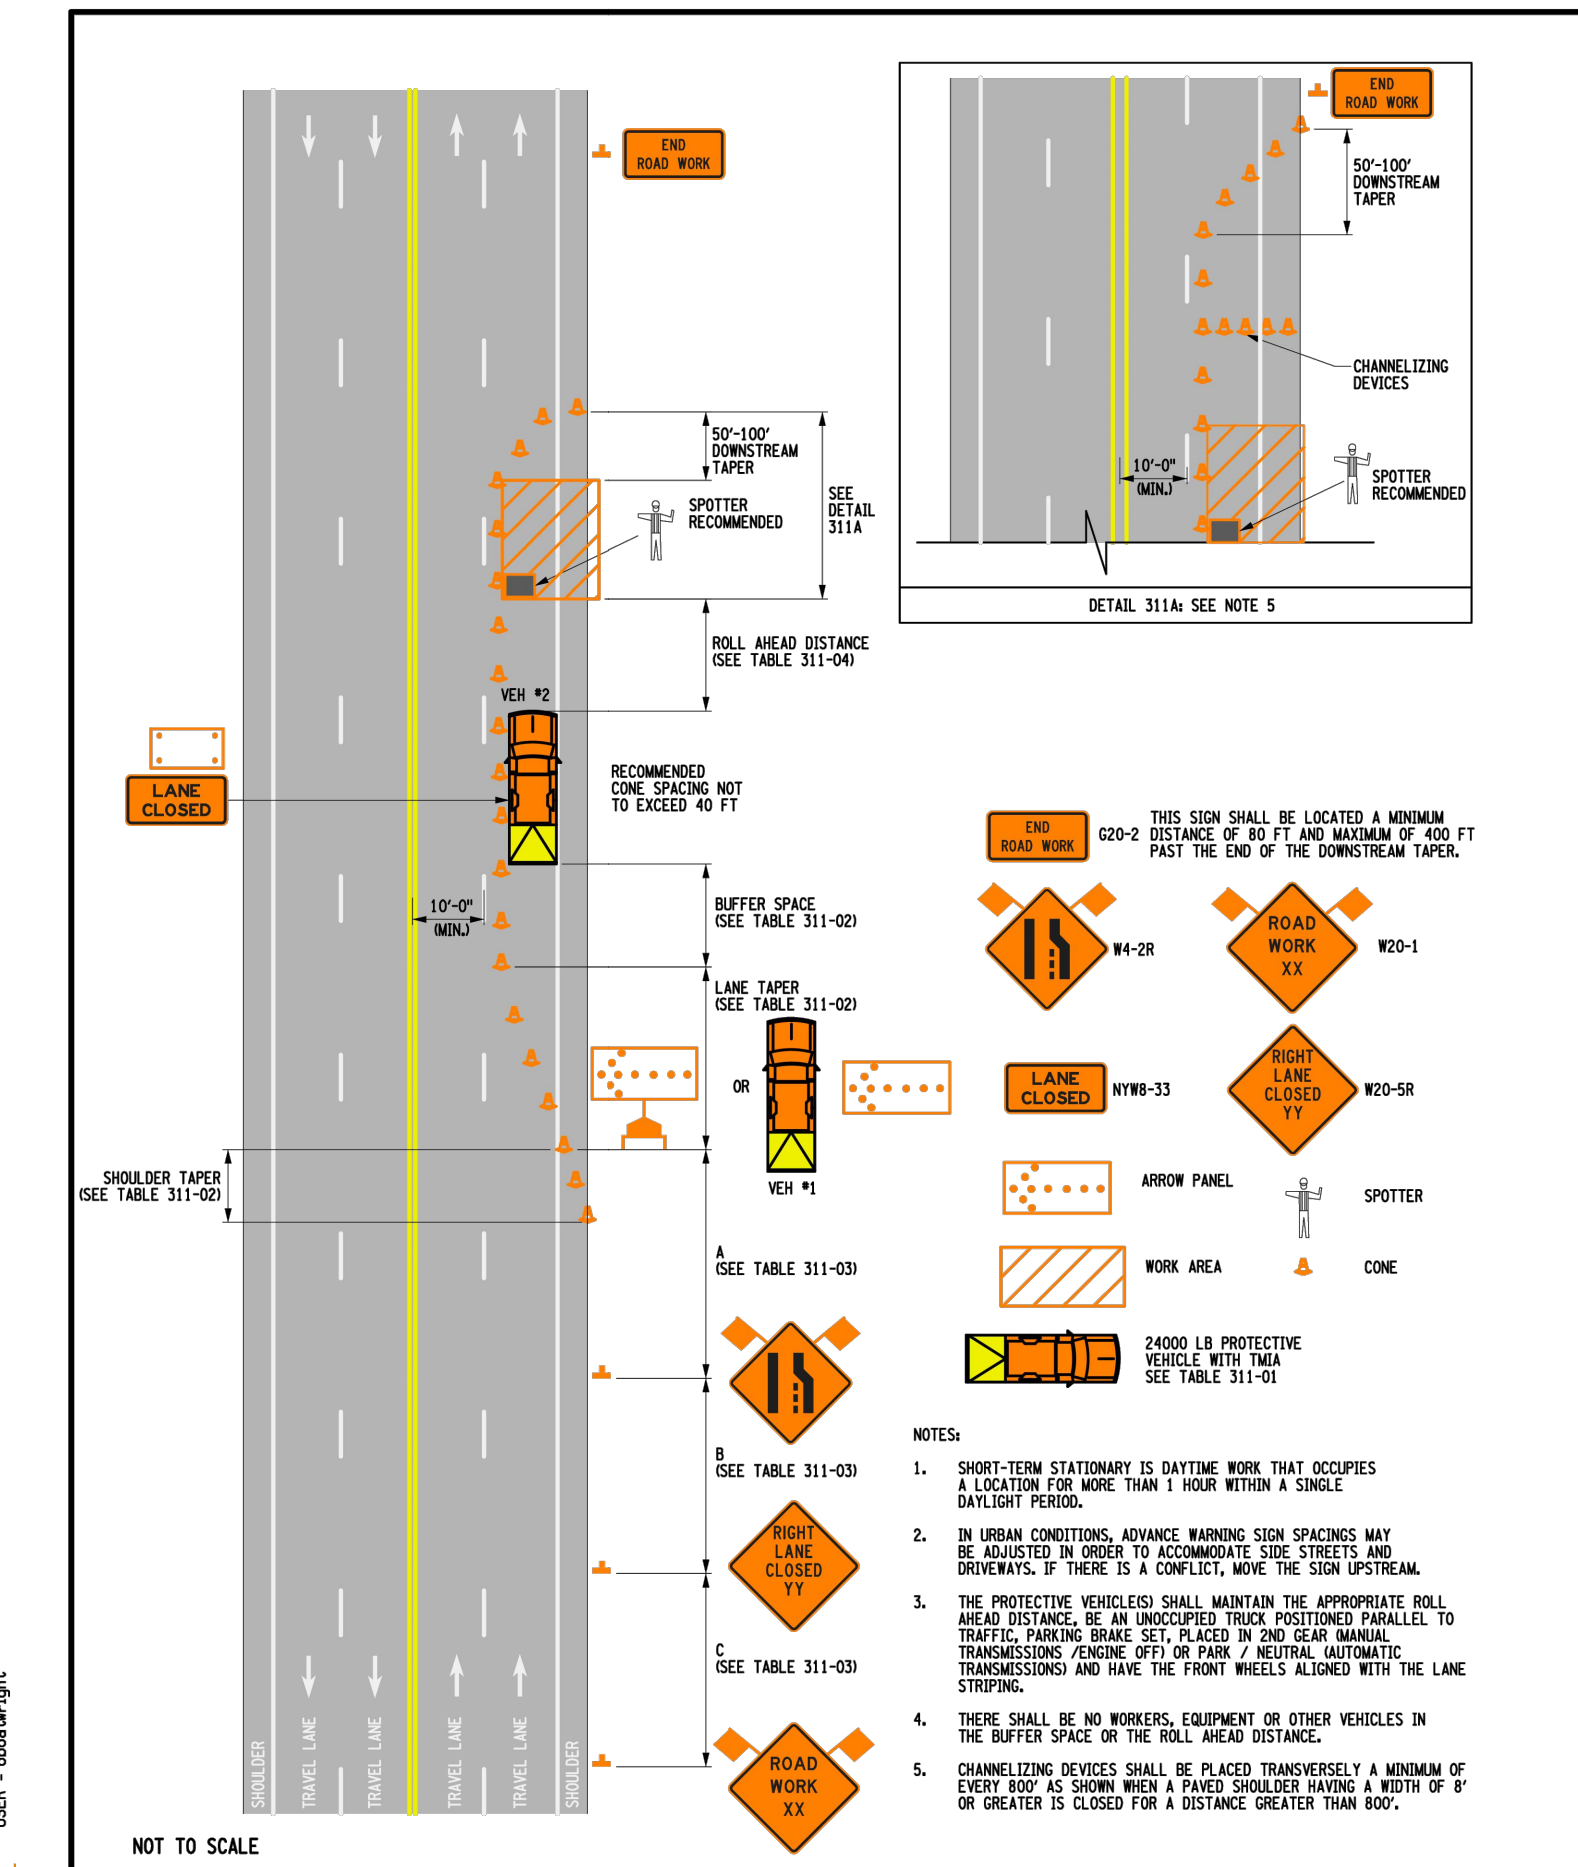 END
ROAD WORK
50'-100'
DOWNSTREAM
TAPER
SPOTTER
RECOMMENDED
SEE
DETAIL
311A
ROLL AHEAD DISTANCE
(SEE TABLE 311-04)
VEH #2
LANE
CLOSED
RECOMMENDED
CONE SPACING NOT
TO EXCEED 40 FT
10'-0"
(MIN.)
BUFFER SPACE
(SEE TABLE 311-02)
LANE TAPER
(SEE TABLE 311-02)
OR
VEH #1
SHOULDER TAPER
(SEE TABLE 311-02)
A
(SEE TABLE 311-03)
B
(SEE TABLE 311-03)
RIGHT
LANE
CLOSED
YY
C
(SEE TABLE 311-03)
ROAD
WORK
XX
SHOULDER
TRAVEL LANE
TRAVEL LANE
TRAVEL LANE
TRAVEL LANE
SHOULDER
NOT TO SCALE
END
ROAD WORK
50'-100'
DOWNSTREAM
TAPER
CHANNELIZING
DEVICES
10'-0"
(MIN.)
SPOTTER
RECOMMENDED
DETAIL 311A: SEE NOTE 5
END
ROAD WORK
G20-2
THIS SIGN SHALL BE LOCATED A MINIMUM
DISTANCE OF 80 FT AND MAXIMUM OF 400 FT
PAST THE END OF THE DOWNSTREAM TAPER.
W4-2R
ROAD
WORK
XX
W20-1
LANE
CLOSED
NYW8-33
RIGHT
LANE
CLOSED
YY
W20-5R
ARROW PANEL
SPOTTER
WORK AREA
CONE
24000 LB PROTECTIVE
VEHICLE WITH TMIA
SEE TABLE 311-01
NOTES:
1. SHORT-TERM STATIONARY IS DAYTIME WORK THAT OCCUPIES
A LOCATION FOR MORE THAN 1 HOUR WITHIN A SINGLE
DAYLIGHT PERIOD.
2. IN URBAN CONDITIONS, ADVANCE WARNING SIGN SPACINGS MAY
BE ADJUSTED IN ORDER TO ACCOMMODATE SIDE STREETS AND
DRIVEWAYS. IF THERE IS A CONFLICT, MOVE THE SIGN UPSTREAM.
3. THE PROTECTIVE VEHICLE(S) SHALL MAINTAIN THE APPROPRIATE ROLL
AHEAD DISTANCE, BE AN UNOCCUPIED TRUCK POSITIONED PARALLEL TO
TRAFFIC, PARKING BRAKE SET, PLACED IN 2ND GEAR (MANUAL
TRANSMISSIONS /ENGINE OFF) OR PARK / NEUTRAL (AUTOMATIC
TRANSMISSIONS) AND HAVE THE FRONT WHEELS ALIGNED WITH THE LANE
STRIPING.
4. THERE SHALL BE NO WORKERS, EQUIPMENT OR OTHER VEHICLES IN
THE BUFFER SPACE OR THE ROLL AHEAD DISTANCE.
5. CHANNELIZING DEVICES SHALL BE PLACED TRANSVERSELY A MINIMUM OF
EVERY 800' AS SHOWN WHEN A PAVED SHOULDER HAVING A WIDTH OF 8'
OR GREATER IS CLOSED FOR A DISTANCE GREATER THAN 800'.